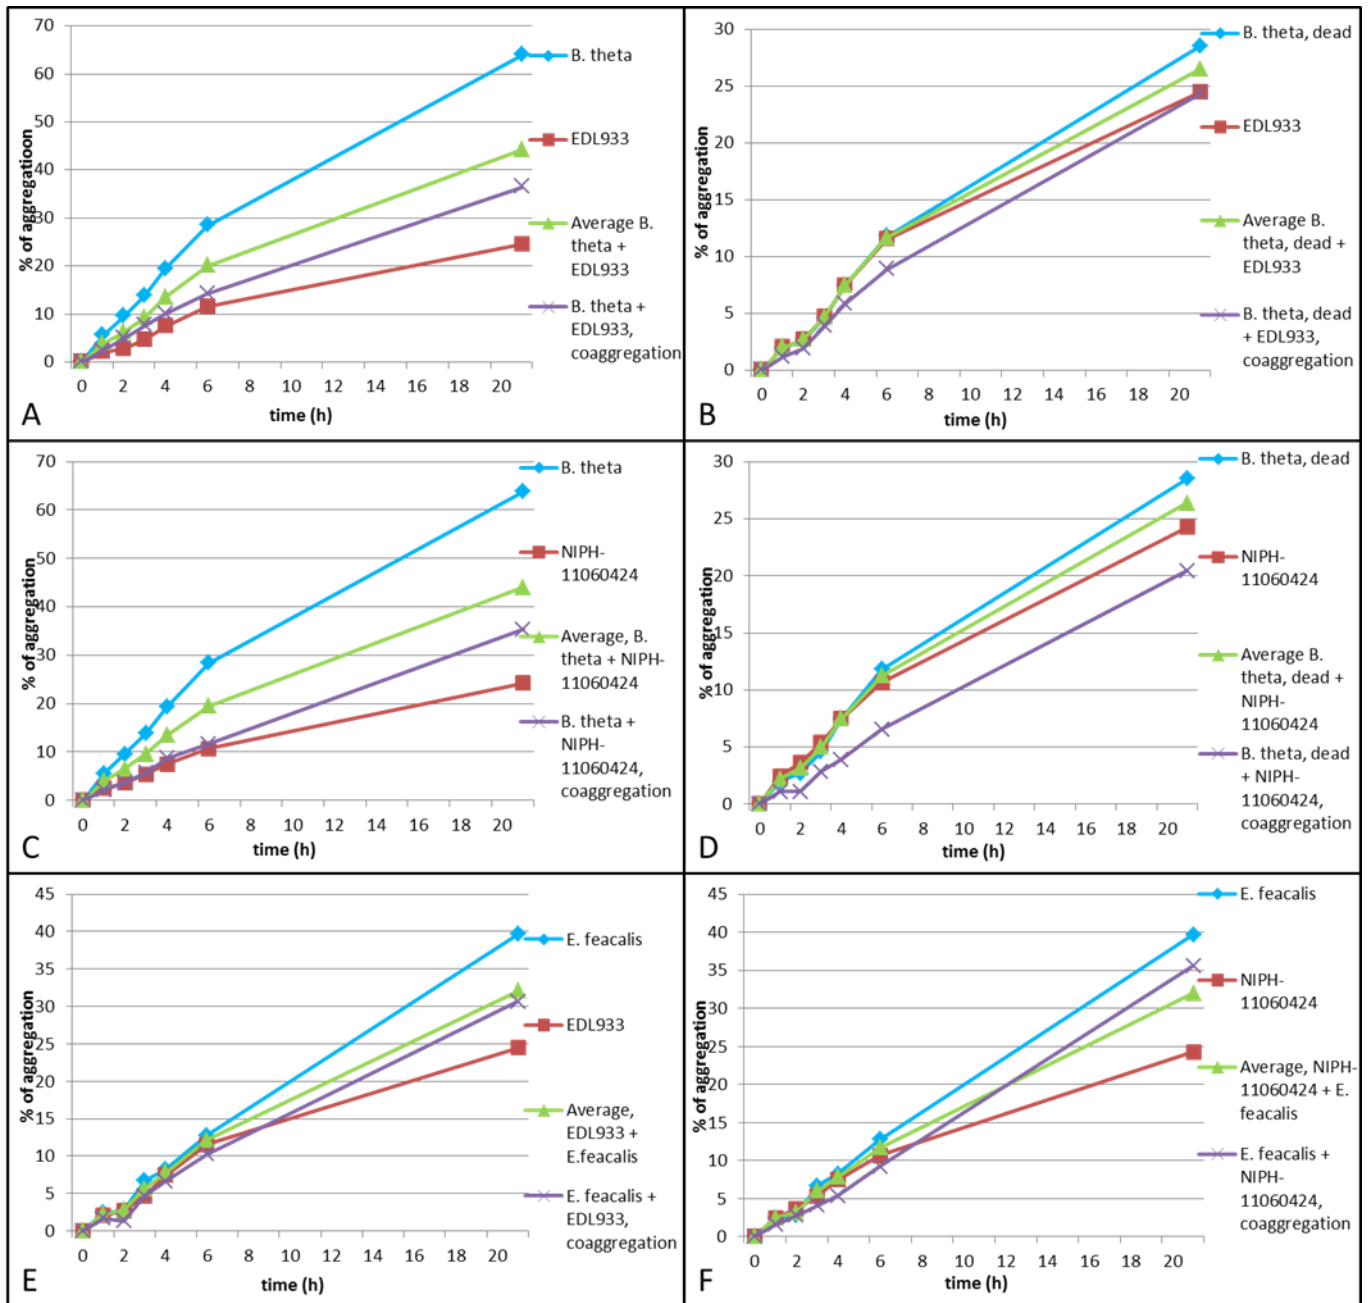 70
60
50
40
30
20
10
0
% of aggregatioon
0 2 4 6 8 10 12 14 16 18 20
time (h)
B. theta
EDL933
Average B.
theta +
EDL933
B. theta +
EDL933,
coaggregation
A
30
25
20
15
10
5
0
% of aggregation
0 2 4 6 8 10 12 14 16 18 20
time (h)
B. theta, dead
EDL933
Average B.
theta, dead +
EDL933
B. theta, dead
+ EDL933,
coaggregation
B
70
60
50
40
30
20
10
0
% of aggregation
0 2 4 6 8 10 12 14 16 18 20
time (h)
B. theta
NIPH-
11060424
Average, B.
theta + NIPH-
11060424
B. theta +
NIPH-
11060424,
coaggregation
C
30
25
20
15
10
5
0
% of aggregation
0 2 4 6 8 10 12 14 16 18 20
time (h)
B. theta, dead
NIPH-
11060424
Average B.
theta, dead +
NIPH-
11060424
B. theta, dead
+ NIPH-
11060424,
coaggregation
D
45
40
35
30
25
20
15
10
5
0
% of aggregation
0 2 4 6 8 10 12 14 16 18 20
time (h)
E. feacalis
EDL933
Average,
EDL933 +
E.feacalis
E. feacalis +
EDL933,
coaggregation
E
45
40
35
30
25
20
15
10
5
0
% of aggregation
0 2 4 6 8 10 12 14 16 18 20
time (h)
E. feacalis
NIPH-
11060424
Average, NIPH-
11060424 + E.
feacalis
E. feacalis +
NIPH-
11060424,
coaggregation
F